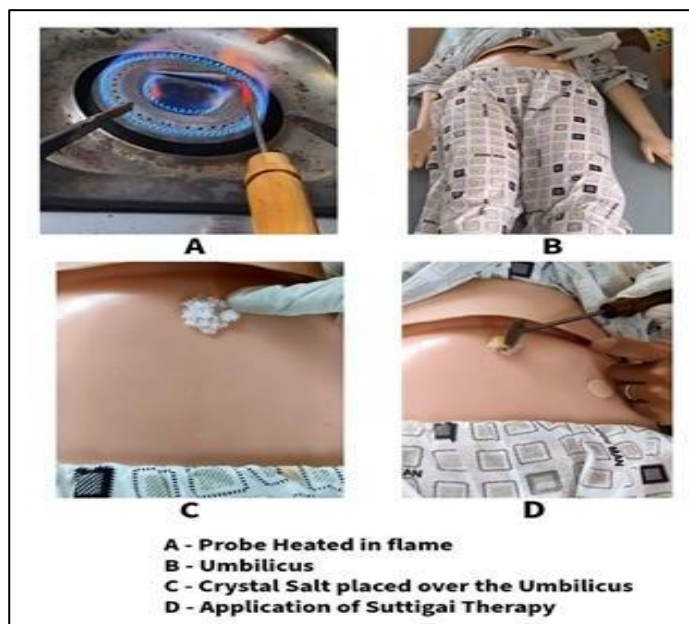 A
B
C
D
A - Probe Heated in flame
B - Umbilicus
C - Crystal Salt placed over the Umbilicus
D - Application of Suttigai Therapy